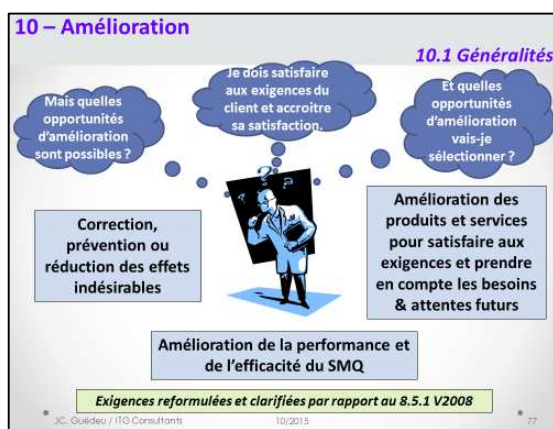 10 – Amélioration
10.1 Généralités
Mais quelles
opportunités
d'amélioration
sont possibles ?
Je dois satisfaire
aux exigences du
client et accroitre
sa satisfaction.
Et quelles
opportunités
d'amélioration
vais-je
sélectionner ?
? ? ?
Correction,
prévention ou
réduction des effets
indésirables
Amélioration des
produits et services
pour satisfaire aux
exigences et prendre
en compte les besoins
& attentes futurs
Amélioration de la performance et
de l'efficacité du SMQ
Exigences reformulées et clarifiées par rapport au 8.5.1 V2008
JC. Guédeu / ITG Consultants
10/2015
77